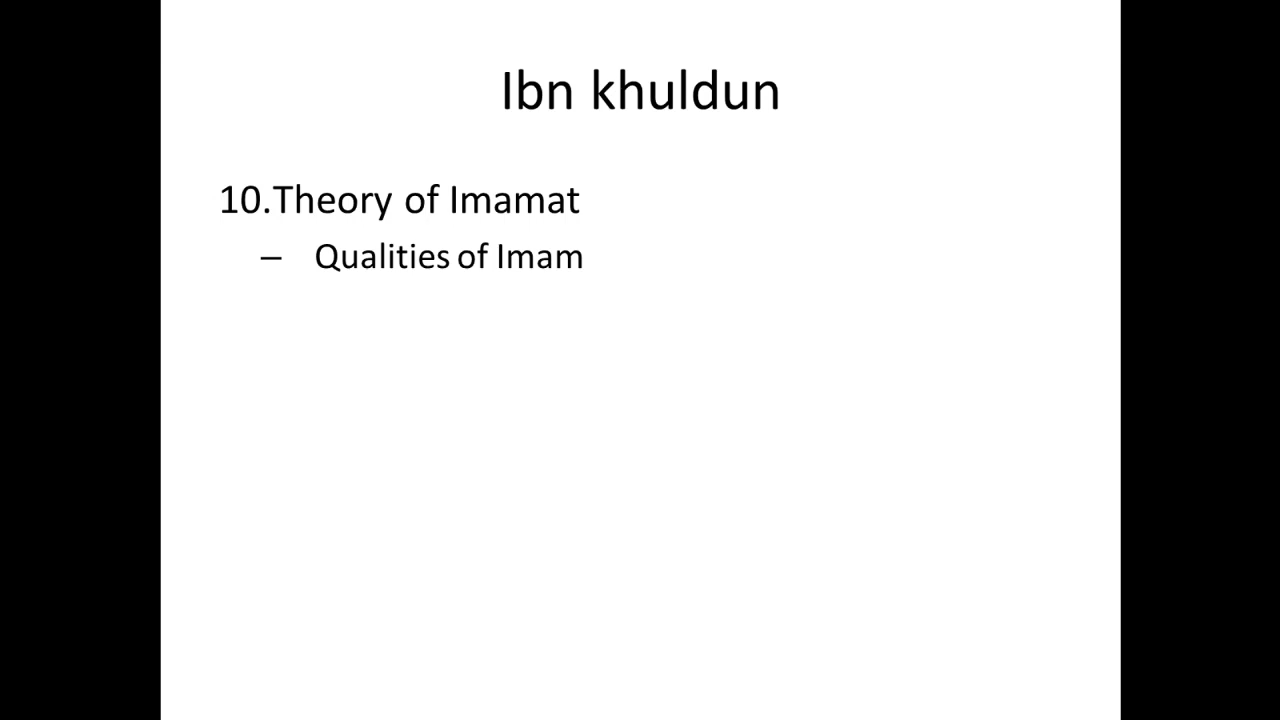 Ibn khuldun
10.Theory of Imamat
– Qualities of Imam